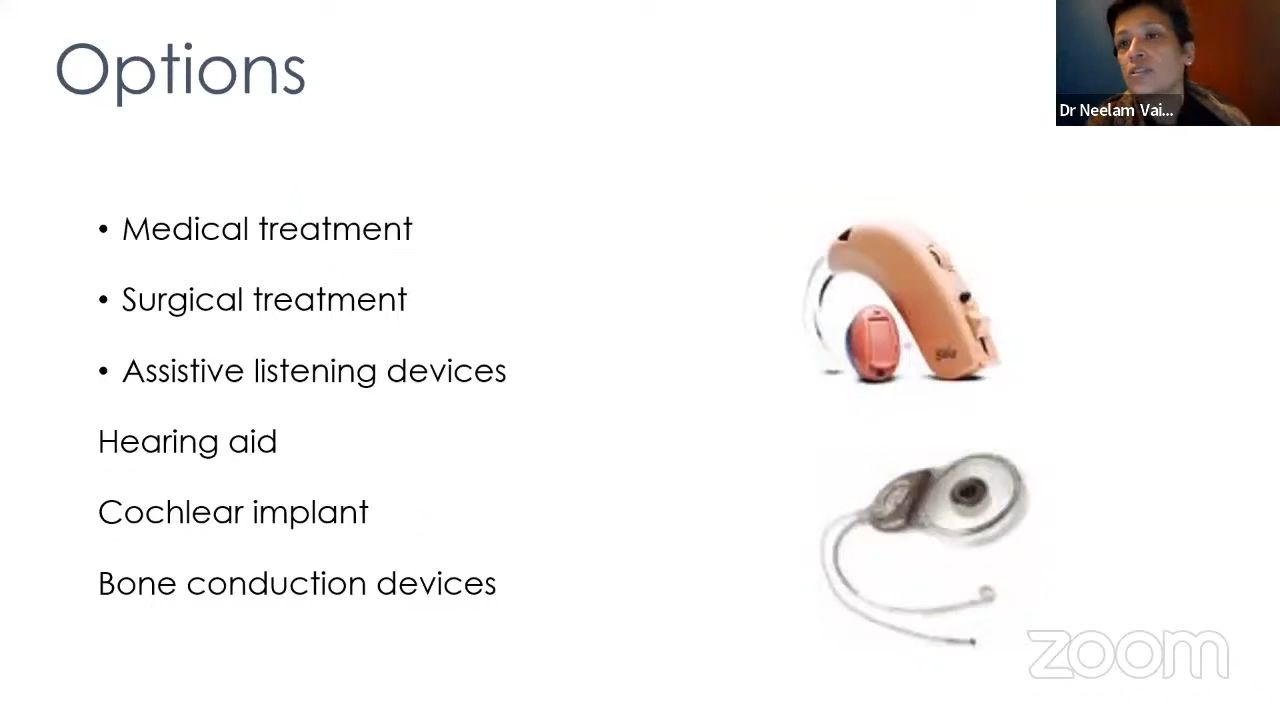 Options
Dr Neelam Vai...
• Medical treatment
• Surgical treatment
• Assistive listening devices
Hearing aid
Cochlear implant
Bone conduction devices
zoom